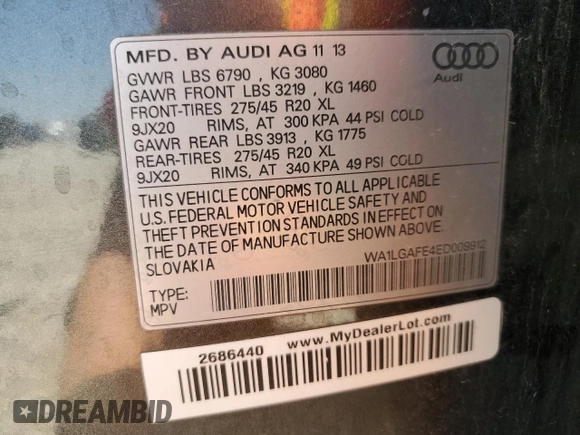 MFD. BY AUDI AG 11 13
Audi
GVWR LBS 6790 , KG 3080
GAWR FRONT LBS 3219 , KG 1460
FRONT-TIRES 275/45 R20 XL
9JX20 RIMS, AT 300 KPA 44 PSI COLD
GAWR REAR LBS 3913 , KG 1775
REAR-TIRES 275/45 R20 XL
9JX20 RIMS, AT 340 KPA 49 PSI COLD
THIS VEHICLE CONFORMS TO ALL APPLICABLE
U.S. FEDERAL MOTOR VEHICLE SAFETY AND
THEFT PREVENTION STANDARDS IN EFFECT ON
THE DATE OF MANUFACTURE SHOWN ABOVE.
SLOVAKIA
WA1LGAFE4ED009912
TYPE:
MPV
2686440 www.MyDealerLot.com
DREAMBID